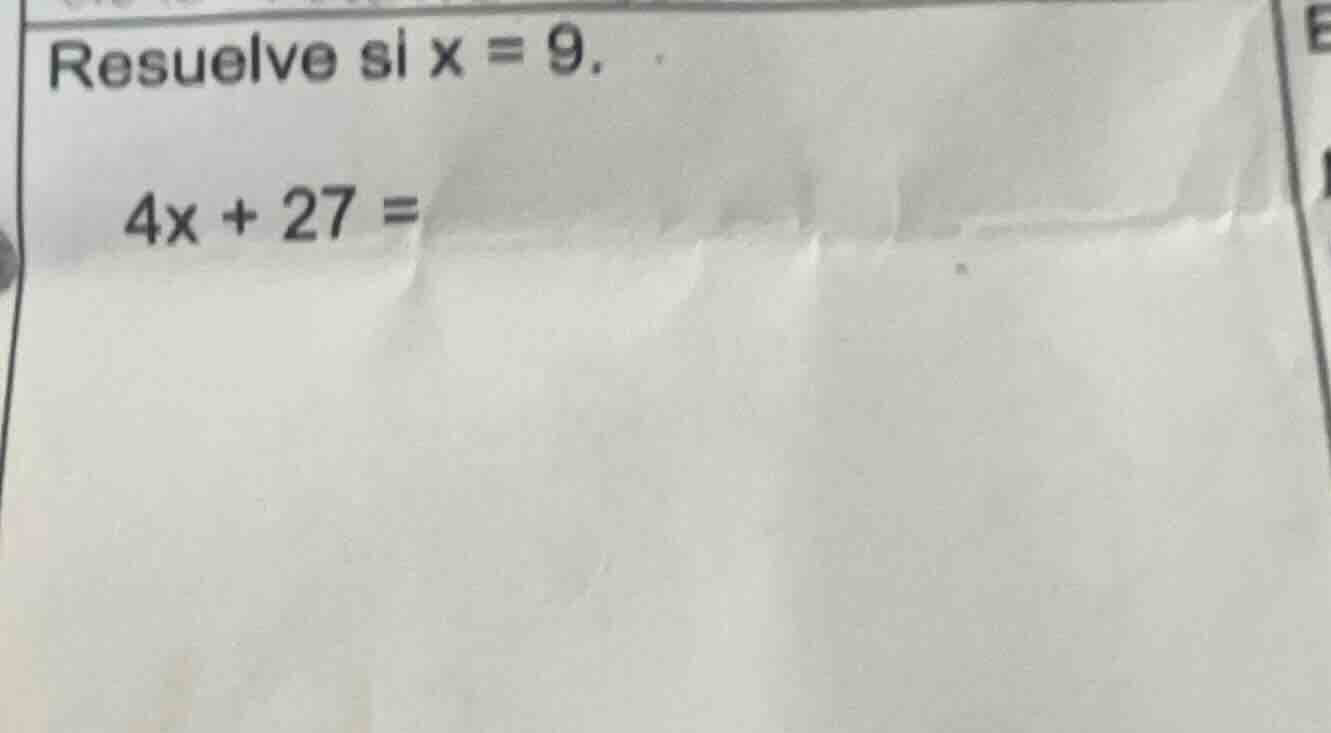 Resuelve si x = 9.
4x + 27 =